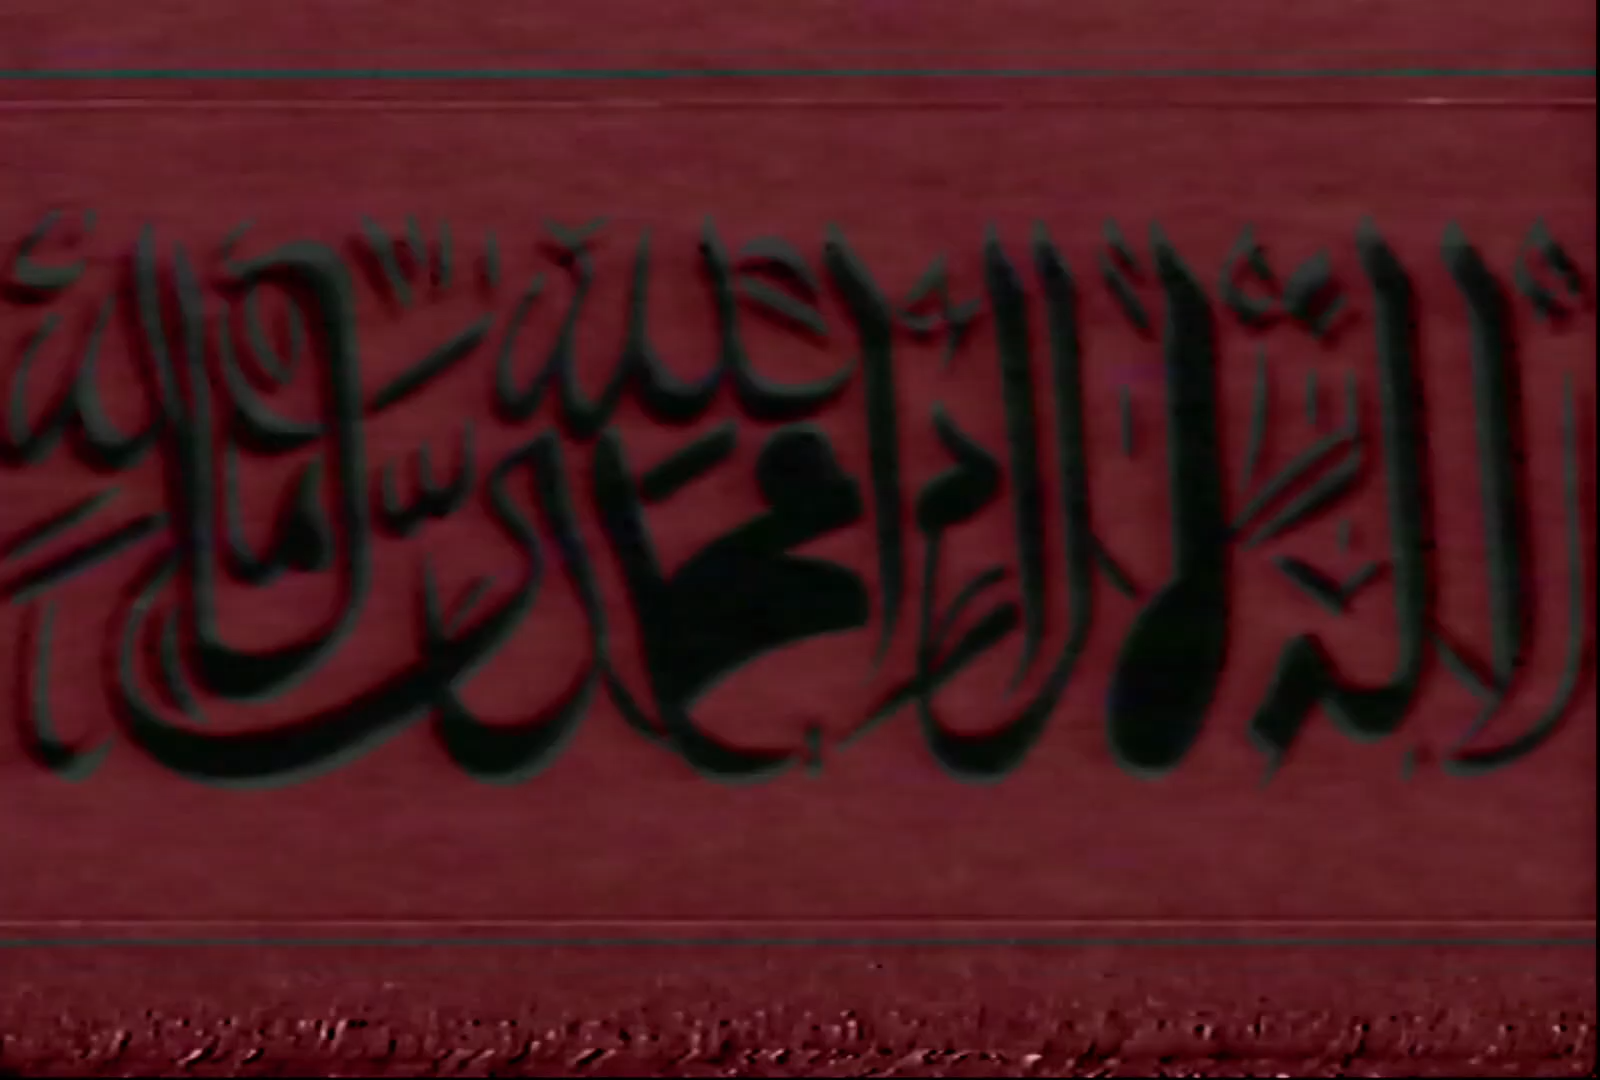 لا إله إلا الله محمد رسول الله